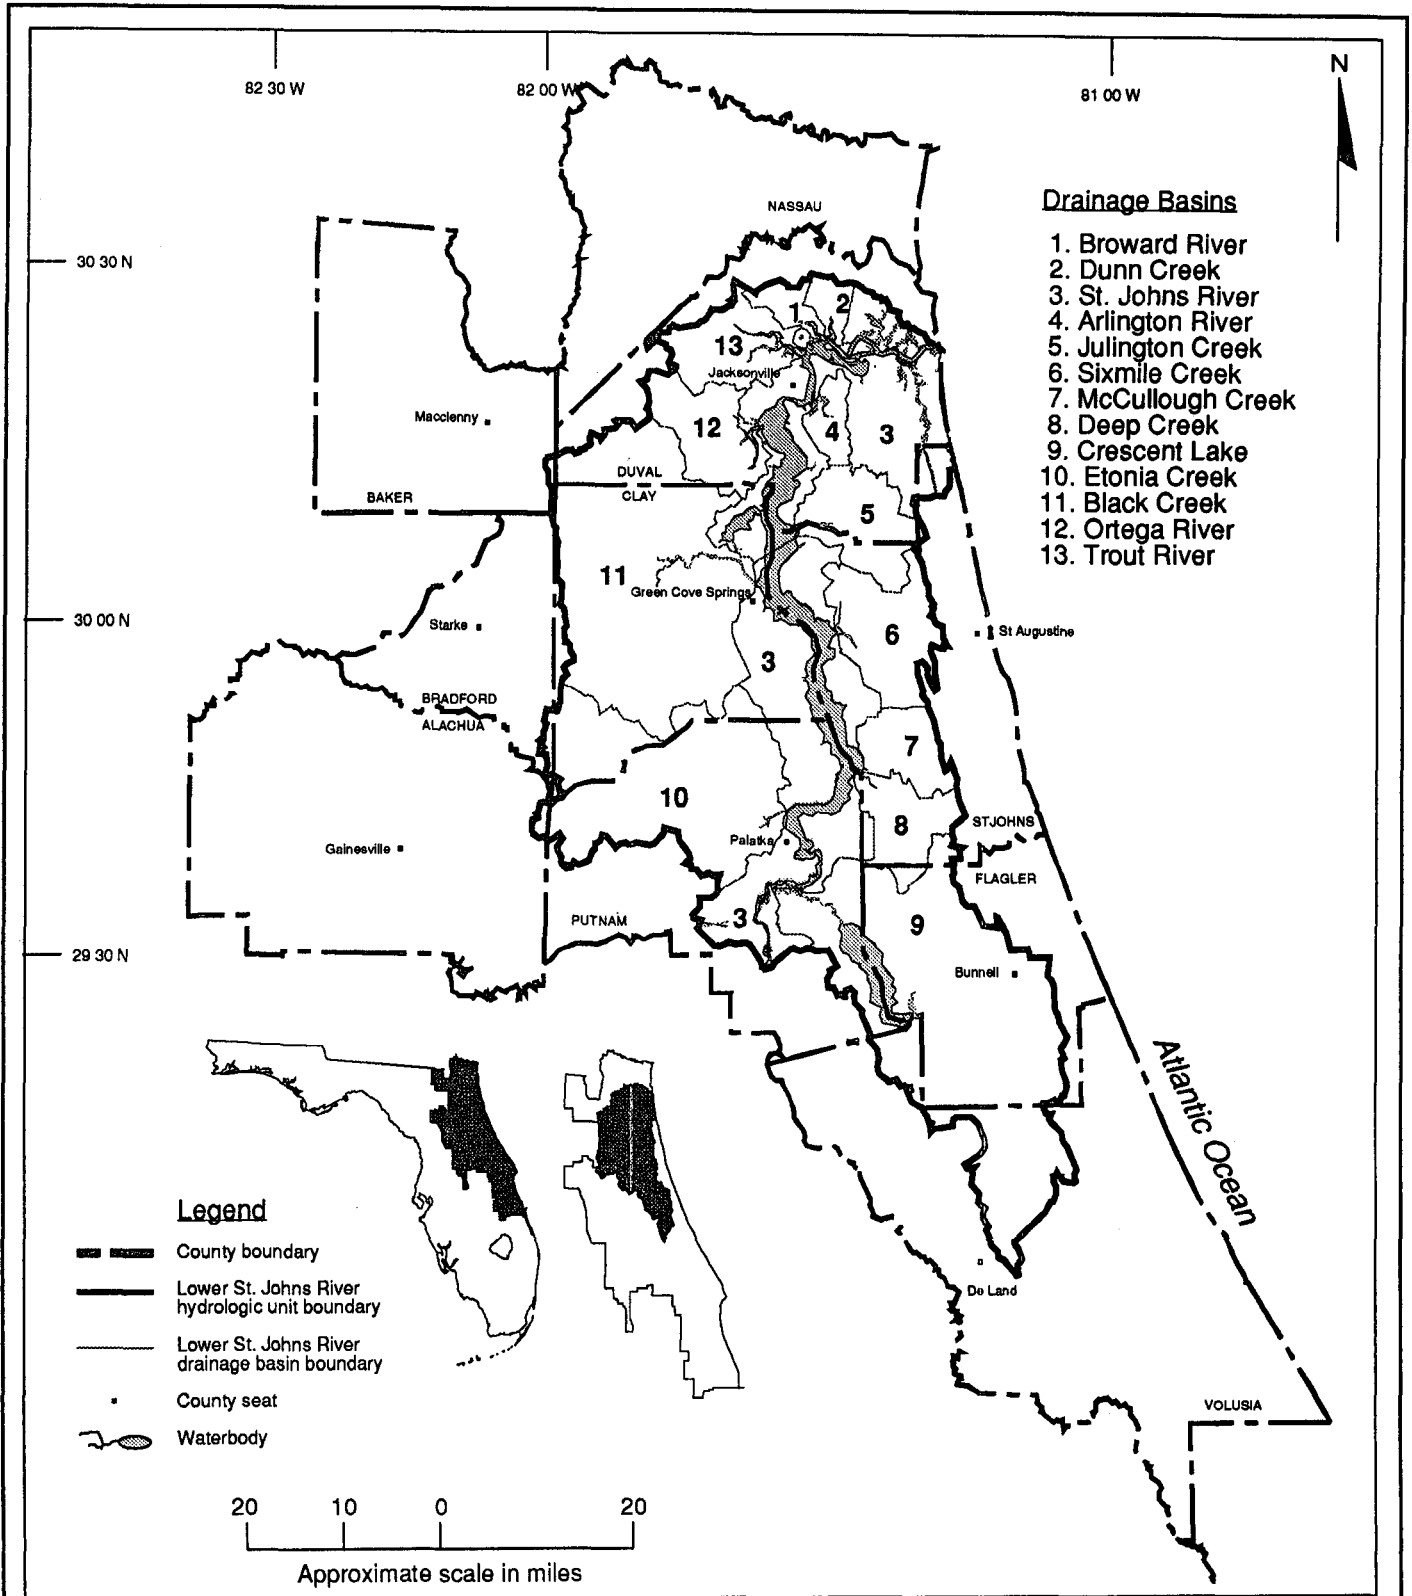 82 30 W
82 00 W
81 00 W
N
30 30 N
30 00 N
29 30 N
NASSAU
Drainage Basins
1. Broward River
2. Dunn Creek
3. St. Johns River
4. Arlington River
5. Julington Creek
6. Sixmile Creek
7. McCullough Creek
8. Deep Creek
9. Crescent Lake
10. Etonia Creek
11. Black Creek
12. Ortega River
13. Trout River
1
2
13
Jacksonville
Macclenny
12
4
3
DUVAL
CLAY
BAKER
5
11
Green Cove Springs
Starke
6
St Augustine
3
BRADFORD
ALACHUA
7
10
8
STJOHNS
Palatka
Gainesville
FLAGLER
PUTNAM
3
9
Bunnell
Atlantic Ocean
De Land
VOLUSIA
Legend
County boundary
Lower St. Johns River
hydrologic unit boundary
Lower St. Johns River
drainage basin boundary
County seat
Waterbody
20 10 0 20
Approximate scale in miles